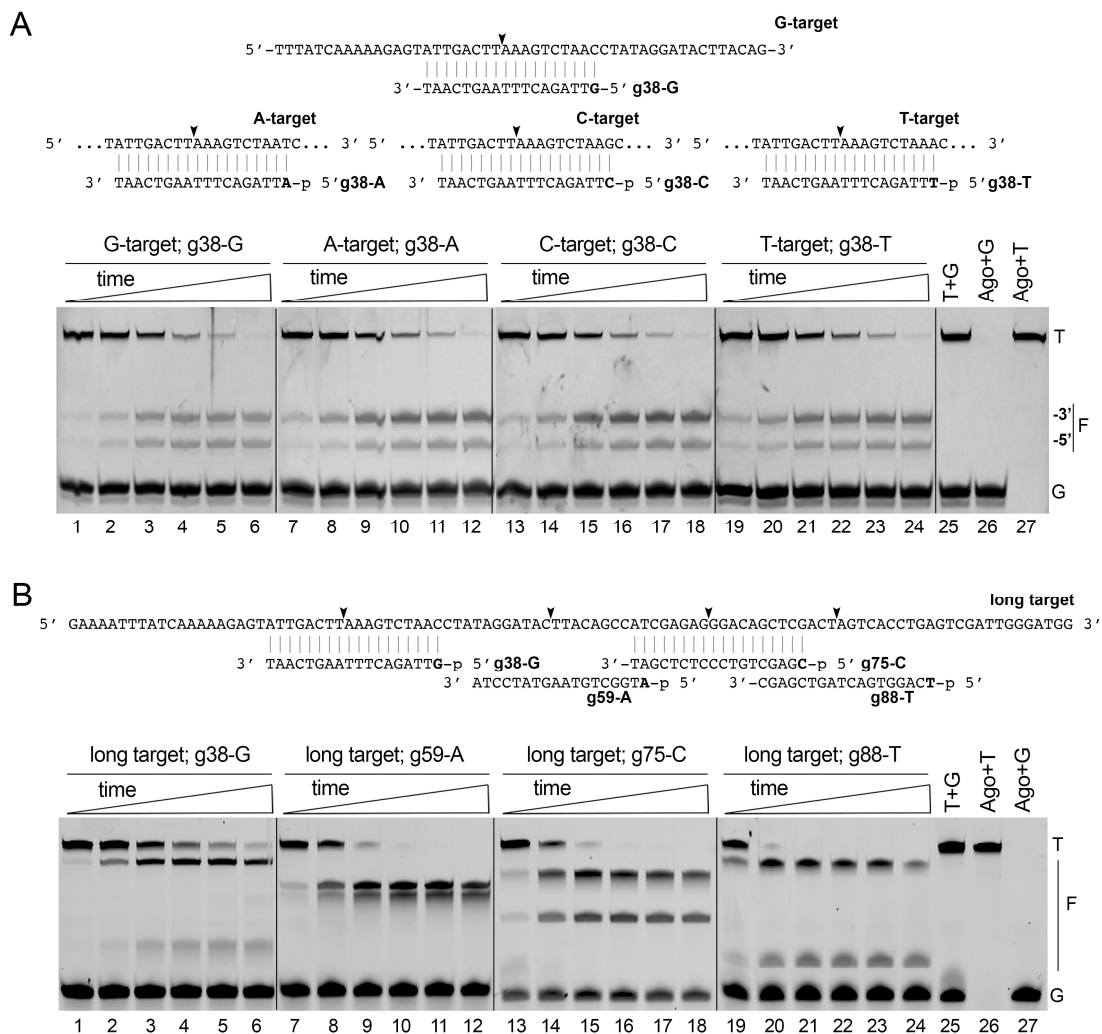 A
G-target
5’-TTTATCAAAAAGAGTATTGACTTAAAGTCTAACCTATAGGATACTTACAG-3’
3’-TAACTGAATTTCAGATTG-5’ g38-G
A-target C-target T-target
5’ ...TATTGACTTAAAGTCTAATC... 3’ 5’ ...TATTGACTTAAAGTCTAAGC... 3’ 5’ ...TATTGACTTAAAGTCTAAAC... 3’
3’ TAACTGAATTTCAGATTA-p 5’g38-A 3’ TAACTGAATTTCAGATTC-p 5’g38-C 3’ TAACTGAATTTCAGATTT-p 5’g38-T
G-target; g38-G A-target; g38-A C-target; g38-C T-target; g38-T T+G Ago+G Ago+T
time time time time
T
-3’
F
-5’
G
1 2 3 4 5 6 7 8 9 10 11 12 13 14 15 16 17 18 19 20 21 22 23 24 25 26 27
B
long target
5’ GAAAATTTATCAAAAAGAGTATTGACTTAAAGTCTAACCTATAGGATACTTACAGCCATCGAGAGGGACAGCTCGACTAGTCACCTGAGTCGATTGGGATGG 3’
3’ TAACTGAATTTCAGATTG-p 5’g38-G 3’-TAGCTCTCCCTGTCGAGC-p 5’g75-C
3’ ATCCTATGAATGTCGGTA-p 5’ 3’-CGAGCTGATCAGTGGACT-p 5’
g59-A g88-T
long target; g38-G long target; g59-A long target; g75-C long target; g88-T T+G Ago+T Ago+G
time time time time
T
F
G
1 2 3 4 5 6 7 8 9 10 11 12 13 14 15 16 17 18 19 20 21 22 23 24 25 26 27